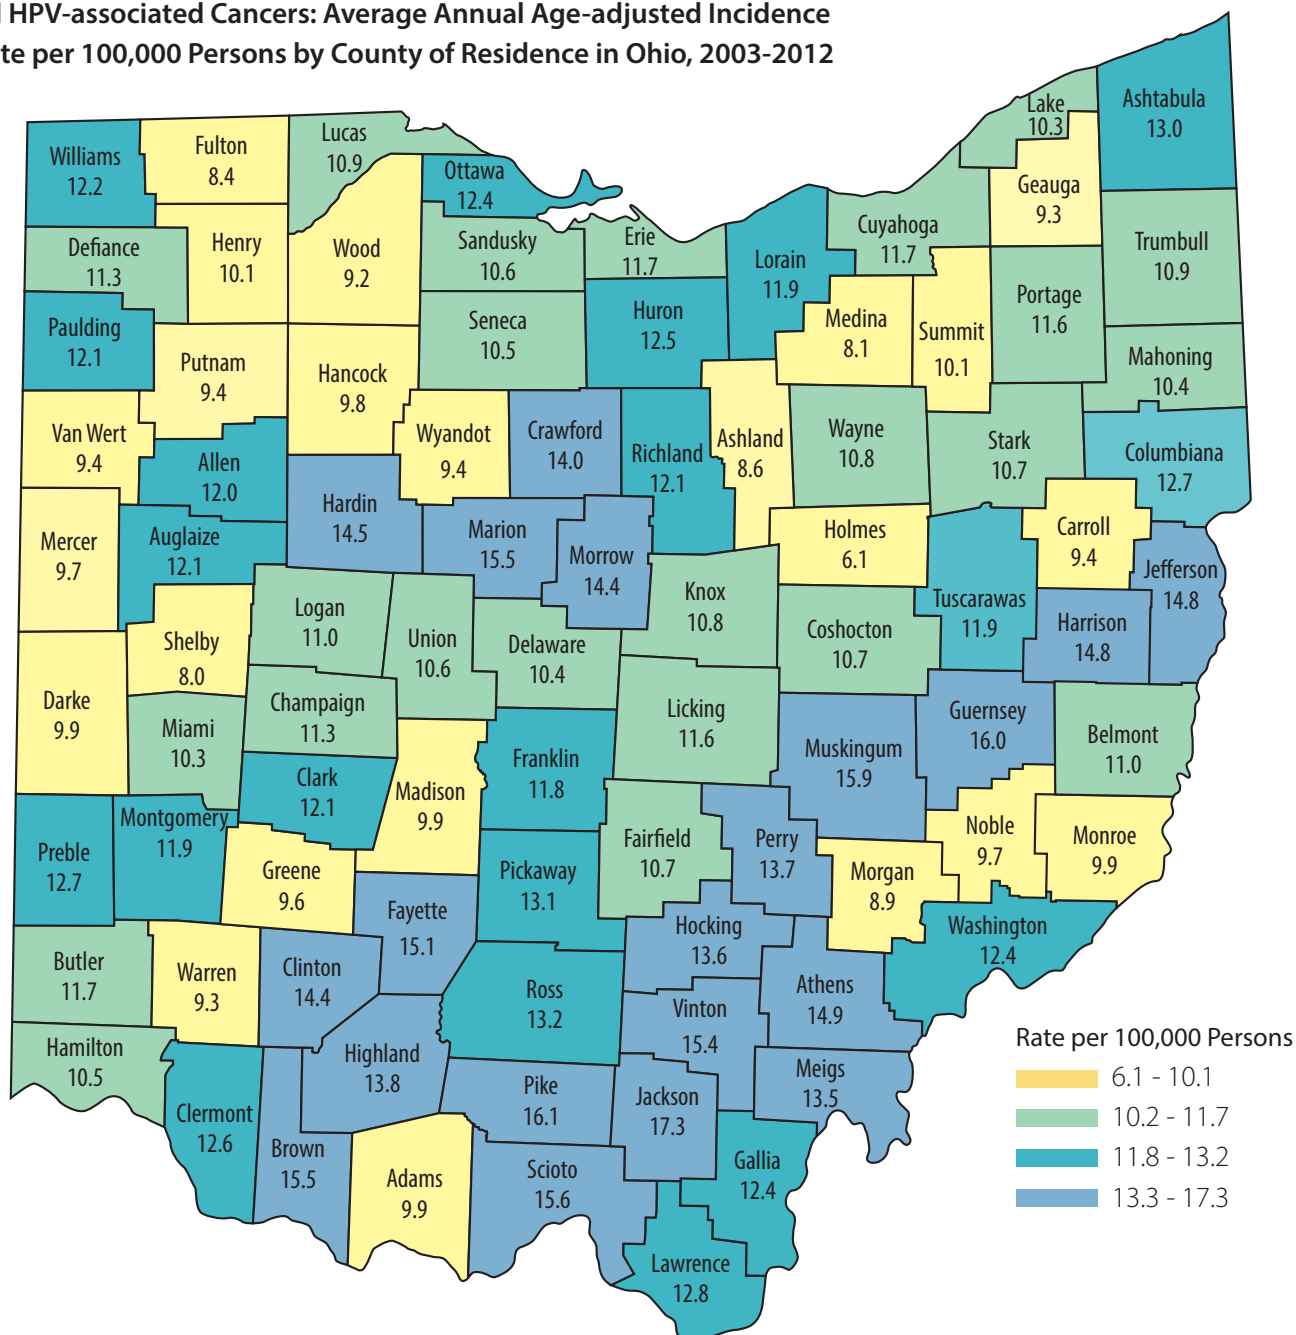 HPV-associated Cancers: Average Annual Age-adjusted Incidence
te per 100,000 Persons by County of Residence in Ohio, 2003-2012
Williams
12.2
Fulton
8.4
Lucas
10.9
Ottawa
12.4
Lake
10.3
Ashtabula
13.0
Geauga
9.3
Defiance
11.3
Henry
10.1
Wood
9.2
Sandusky
10.6
Erie
11.7
Lorain
11.9
Cuyahoga
11.7
Trumbull
10.9
Paulding
12.1
Putnam
9.4
Hancock
9.8
Seneca
10.5
Huron
12.5
Medina
8.1
Summit
10.1
Portage
11.6
Mahoning
10.4
Van Wert
9.4
Allen
12.0
Wyandot
9.4
Crawford
14.0
Richland
12.1
Ashland
8.6
Wayne
10.8
Stark
10.7
Columbiana
12.7
Mercer
9.7
Auglaize
12.1
Hardin
14.5
Marion
15.5
Morrow
14.4
Holmes
6.1
Carroll
9.4
Jefferson
14.8
Shelby
8.0
Logan
11.0
Union
10.6
Delaware
10.4
Knox
10.8
Coshocton
10.7
Tuscarawas
11.9
Harrison
14.8
Darke
9.9
Miami
10.3
Champaign
11.3
Licking
11.6
Muskingum
15.9
Guernsey
16.0
Belmont
11.0
Clark
12.1
Madison
9.9
Franklin
11.8
Preble
12.7
Montgomery
11.9
Greene
9.6
Fayette
15.1
Pickaway
13.1
Fairfield
10.7
Perry
13.7
Morgan
8.9
Noble
9.7
Monroe
9.9
Butler
11.7
Warren
9.3
Clinton
14.4
Ross
13.2
Hocking
13.6
Athens
14.9
Washington
12.4
Hamilton
10.5
Clermont
12.6
Highland
13.8
Pike
16.1
Vinton
15.4
Jackson
17.3
Meigs
13.5
Brown
15.5
Adams
9.9
Scioto
15.6
Gallia
12.4
Lawrence
12.8
Rate per 100,000 Persons
6.1 - 10.1
10.2 - 11.7
11.8 - 13.2
13.3 - 17.3